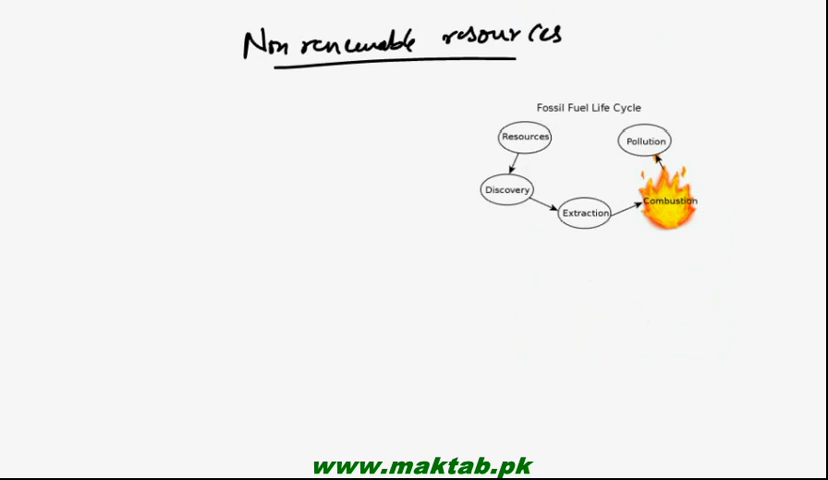 Non renewable resources
Fossil Fuel Life Cycle
Resources
Pollution
Discovery
Combustion
Extraction
www.maktab.pk